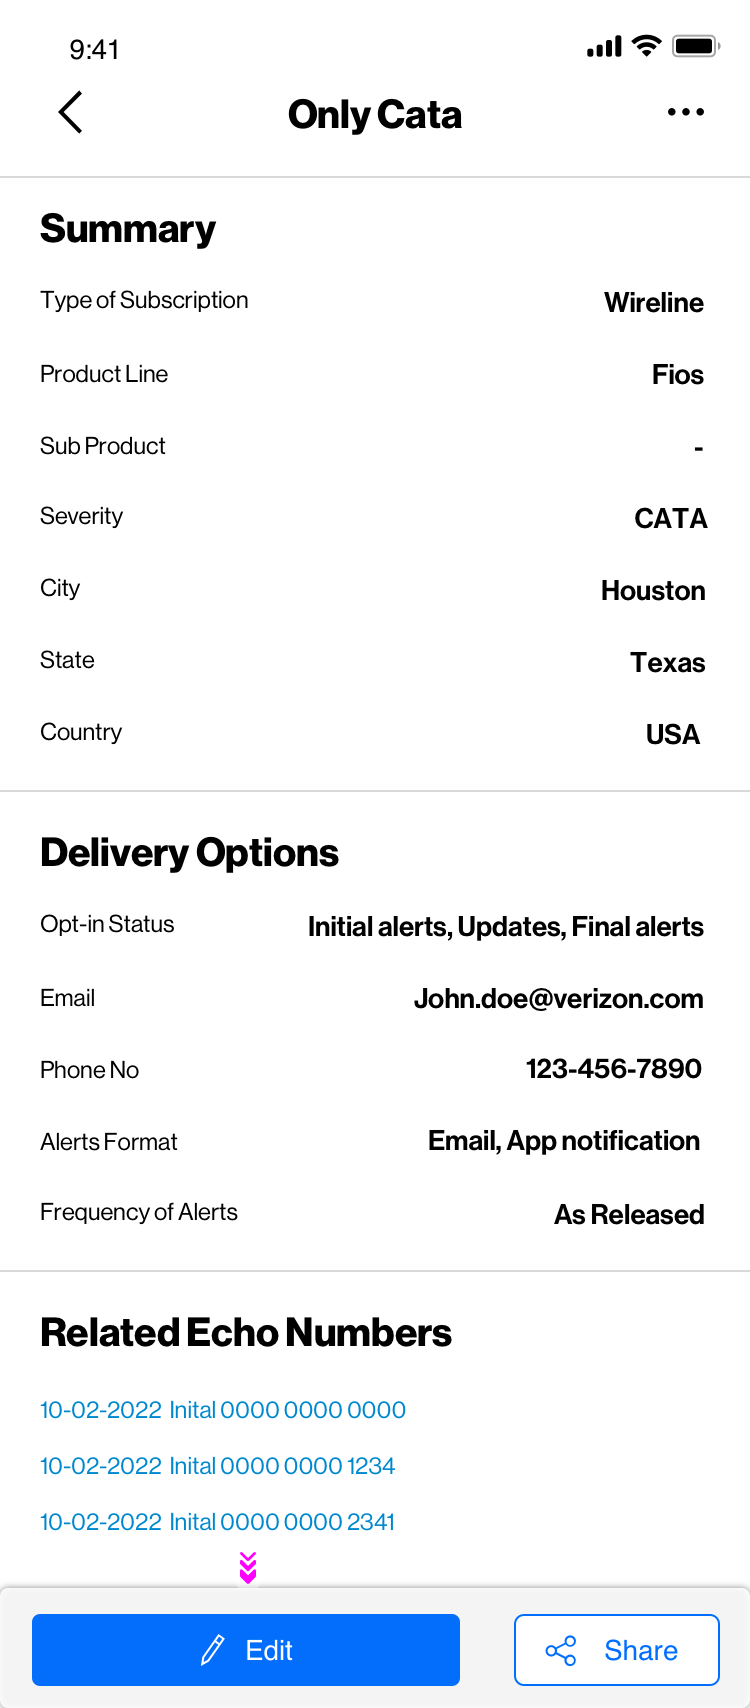 9:41
Only Cata
Summary
Type of Subscription Wireline
Product Line Fios
Sub Product -
Severity CATA
City Houston
State Texas
Country USA
Delivery Options
Opt-in Status Initial alerts, Updates, Final alerts
Email John.doe@verizon.com
Phone No 123-456-7890
Alerts Format Email, App notification
Frequency of Alerts As Released
Related Echo Numbers
10-02-2022 Inital 0000 0000 0000
10-02-2022 Inital 0000 0000 1234
10-02-2022 Inital 0000 0000 2341
Edit Share